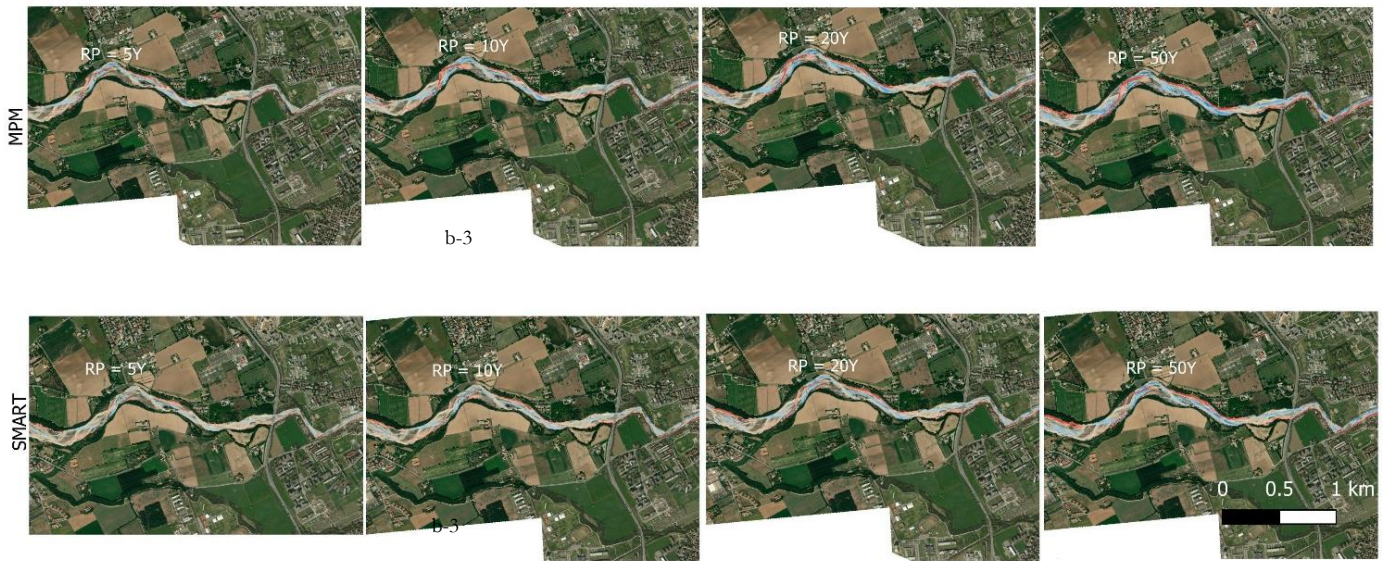 RP = 5Y
RP = 10Y
RP = 20Y
RP = 50Y
MPM
b-3
RP = 5Y
RP = 10Y
RP = 20Y
RP = 50Y
SMART
0 0.5 1 km
b-3